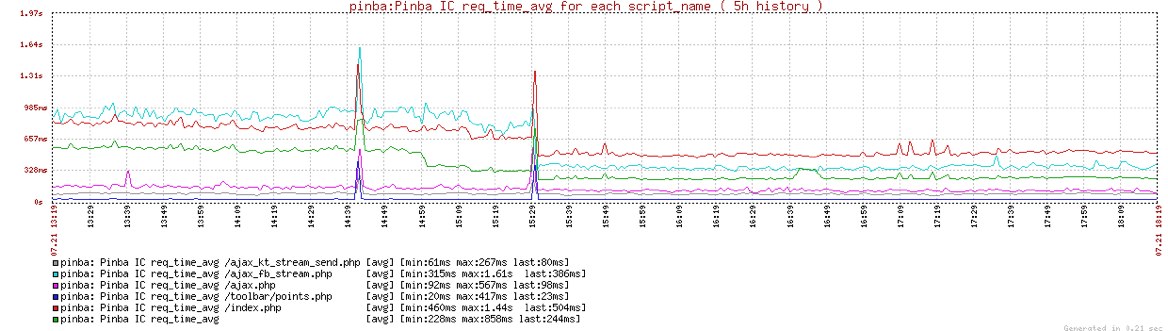 pinba:Pinba IC req_time_avg for each script_name ( 5h history )
1.97s
1.64s
1.31s
985ms
657ms
328ms
0s
07.21 13:19 13:29 13:39 13:49 13:59 14:09 14:19 14:29 14:39 14:49 14:59 15:09 15:19 15:29 15:39 15:49 15:59 16:09 16:19 16:29 16:39 16:49 16:59 17:09 17:19 17:29 17:39 17:49 17:59 18:09 07.21 18:19
pinba: Pinba IC req_time_avg /ajax_kt_stream_send.php [avg] [min:61ms max:267ms last:80ms]
pinba: Pinba IC req_time_avg /ajax_fb_stream.php [avg] [min:315ms max:1.61s last:386ms]
pinba: Pinba IC req_time_avg /ajax.php [avg] [min:92ms max:567ms last:98ms]
pinba: Pinba IC req_time_avg /toolbar/points.php [avg] [min:20ms max:417ms last:23ms]
pinba: Pinba IC req_time_avg /index.php [avg] [min:460ms max:1.44s last:504ms]
pinba: Pinba IC req_time_avg [avg] [min:228ms max:858ms last:244ms]
Generated in 0.21 sec